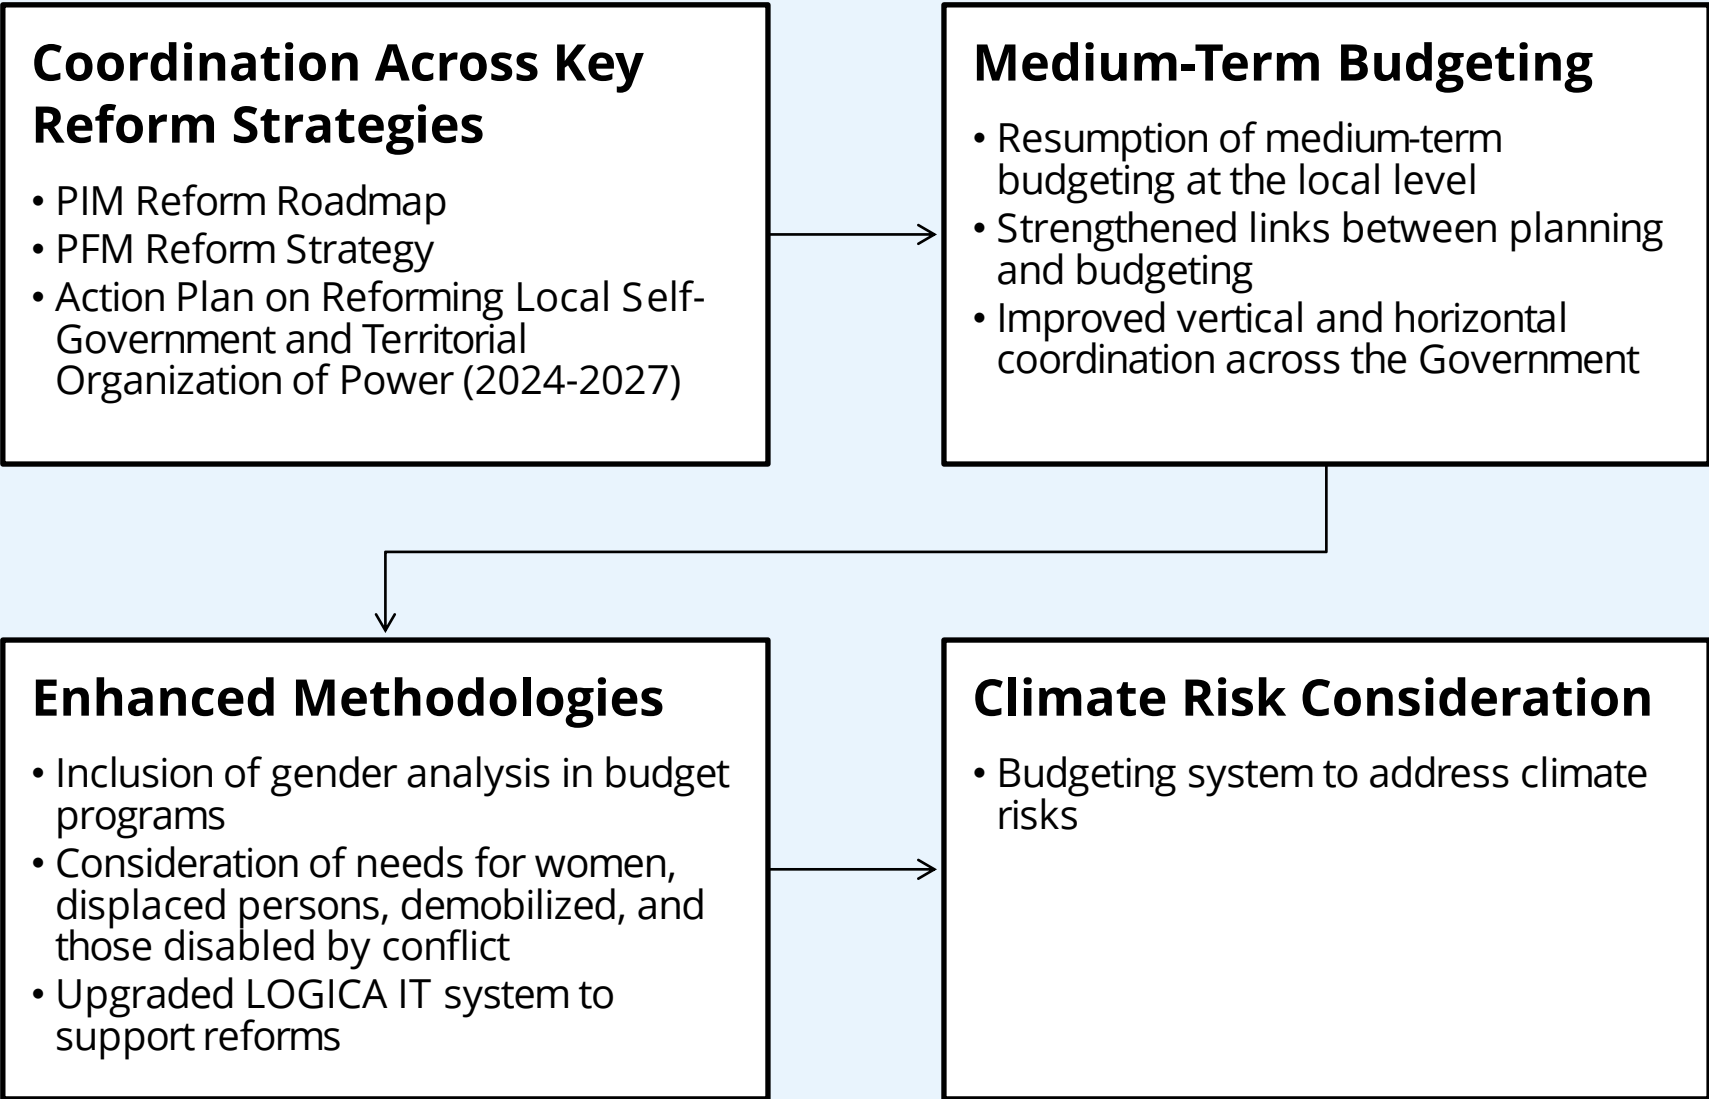 Coordination Across Key
Reform Strategies
• PIM Reform Roadmap
• PFM Reform Strategy
• Action Plan on Reforming Local Self-
Government and Territorial
Organization of Power (2024-2027)
Medium-Term Budgeting
• Resumption of medium-term
budgeting at the local level
• Strengthened links between planning
and budgeting
• Improved vertical and horizontal
coordination across the Government
Enhanced Methodologies
• Inclusion of gender analysis in budget
programs
• Consideration of needs for women,
displaced persons, demobilized, and
those disabled by conflict
• Upgraded LOGICA IT system to
support reforms
Climate Risk Consideration
• Budgeting system to address climate
risks